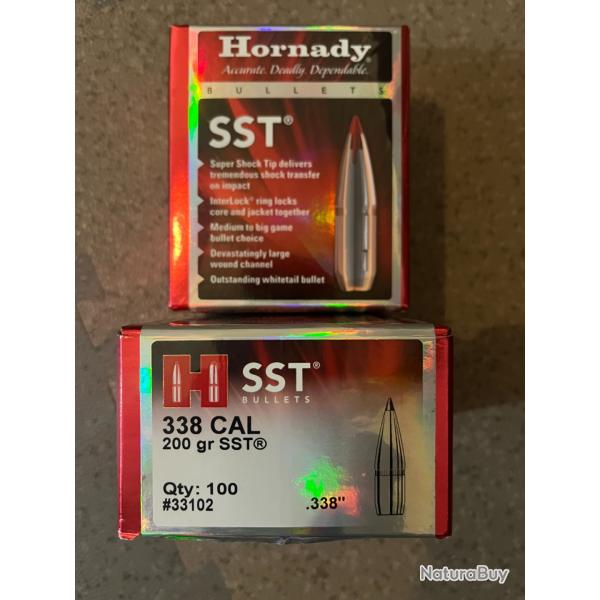 Hornady
Accurate. Deadly. Dependable.
BULLETS
SST®
Super Shock Tip delivers
tremendous shock transfer
on impact
InterLock® ring locks
core and jacket together
Medium to big game
bullet choice
Devastatingly large
wound channel
Outstanding whitetail bullet
H SST®
BULLETS
338 CAL
200 gr SST®
Qty: 100
#33102
.338"
NaturaBuy